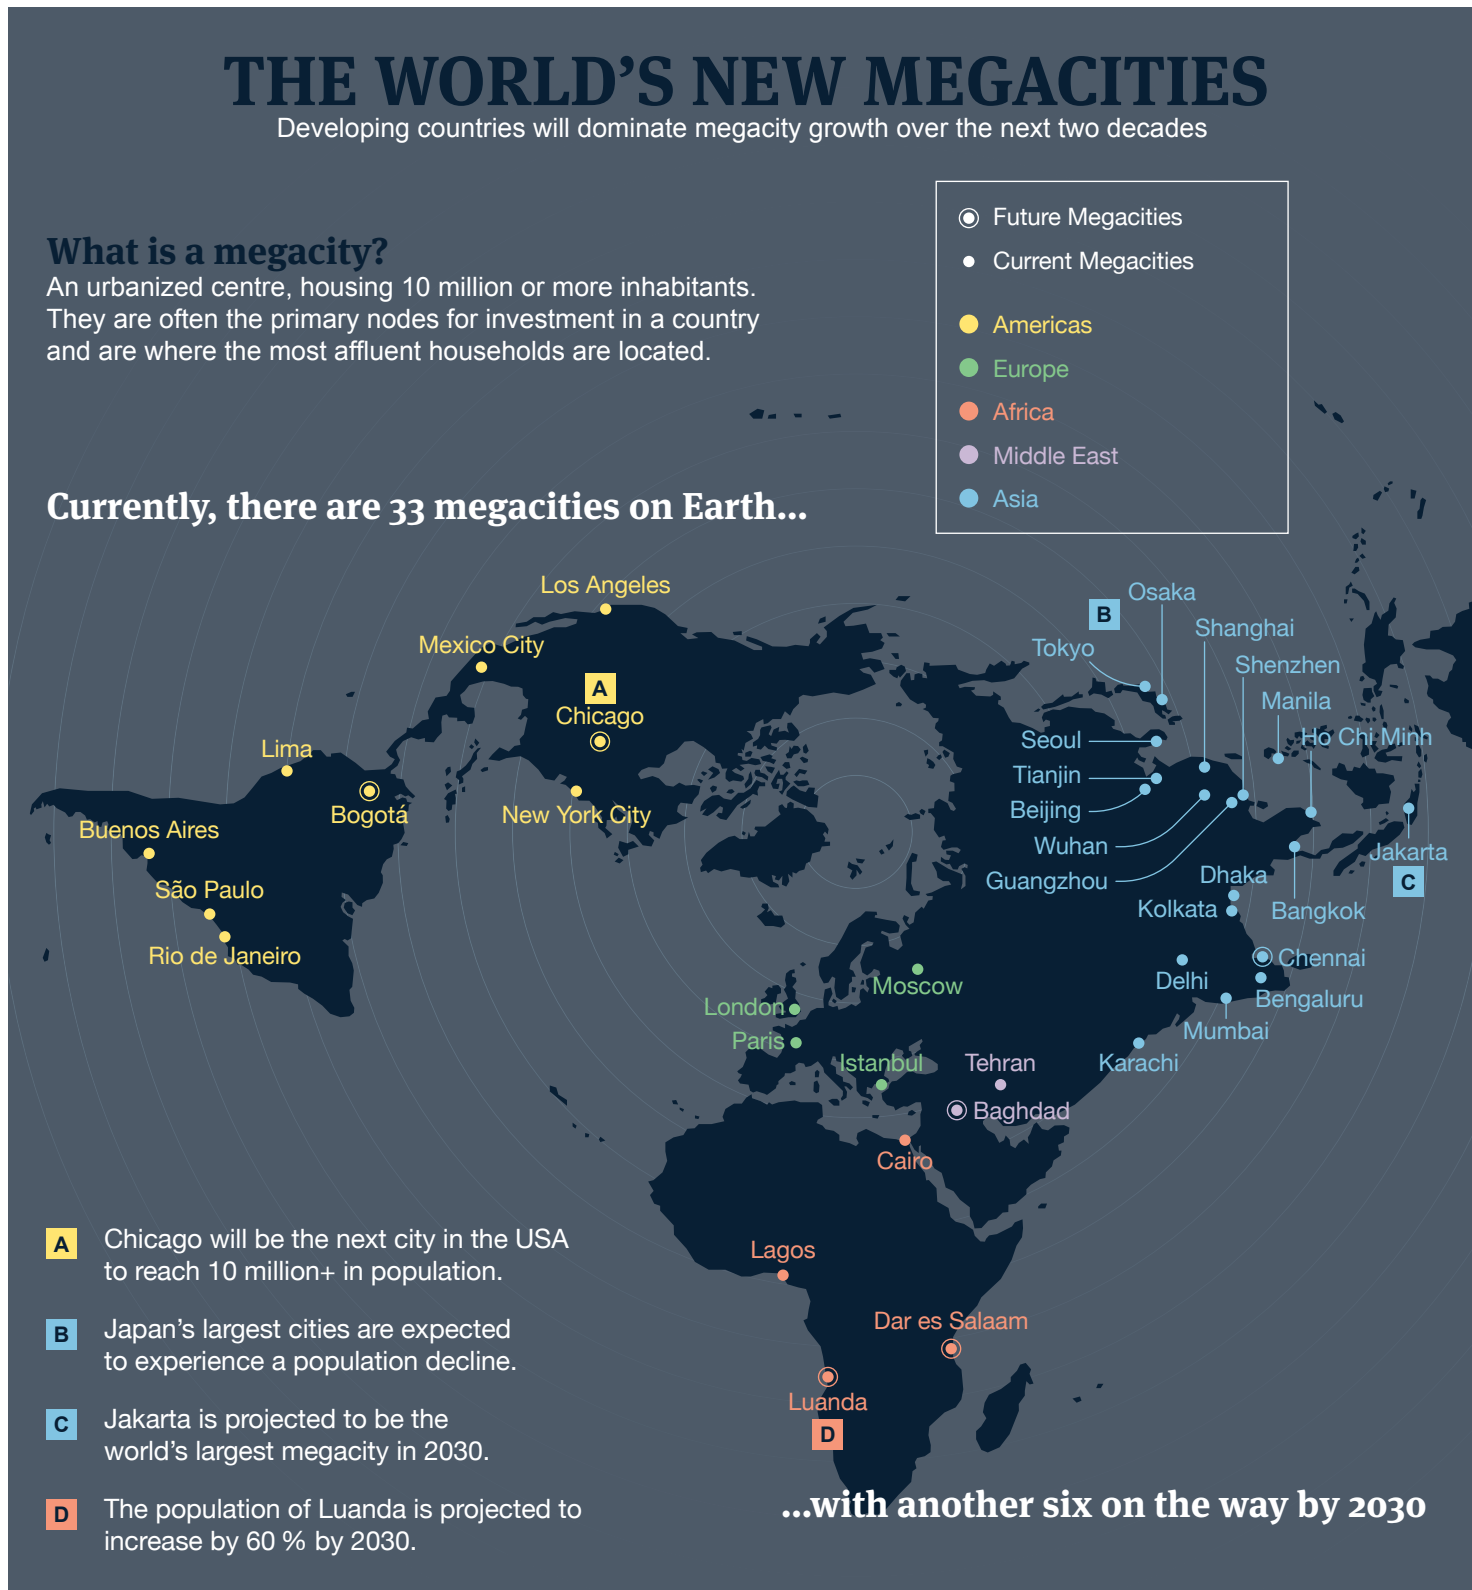 THE WORLD'S NEW MEGACITIES
Developing countries will dominate megacity growth over the next two decades
What is a megacity?
An urbanized centre, housing 10 million or more inhabitants.
They are often the primary nodes for investment in a country
and are where the most affluent households are located.
Future Megacities
Current Megacities
Americas
Europe
Africa
Middle East
Asia
Currently, there are 33 megacities on Earth...
Los Angeles
Mexico City
A
Chicago
Lima
Bogotá
New York City
Buenos Aires
São Paulo
Rio de Janeiro
Osaka
B
Tokyo
Shanghai
Shenzhen
Manila
Ho Chi Minh
Seoul
Tianjin
Beijing
Wuhan
Guangzhou
Jakarta
C
Dhaka
Kolkata
Bangkok
Chennai
Delhi
Bengaluru
Mumbai
Karachi
Moscow
London
Paris
Istanbul
Tehran
Baghdad
Cairo
Lagos
Dar es Salaam
Luanda
D
A Chicago will be the next city in the USA
to reach 10 million+ in population.
B Japan's largest cities are expected
to experience a population decline.
C Jakarta is projected to be the
world's largest megacity in 2030.
D The population of Luanda is projected to
increase by 60 % by 2030.
...with another six on the way by 2030